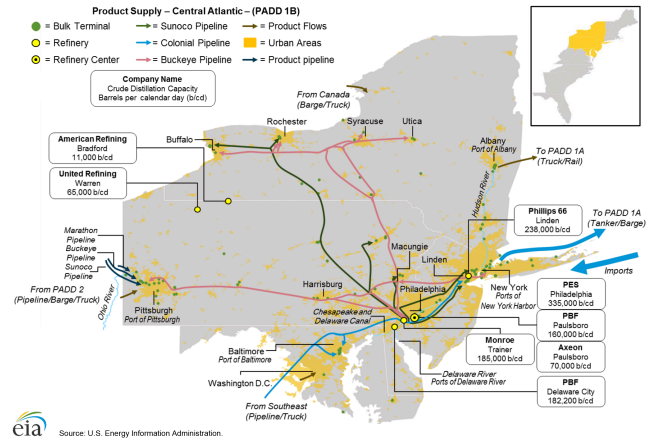 Product Supply – Central Atlantic – (PADD 1B)
= Bulk Terminal
= Sunoco Pipeline
= Product Flows
= Refinery
= Colonial Pipeline
= Urban Areas
= Refinery Center
= Buckeye Pipeline
= Product pipeline
Company Name
Crude Distillation Capacity
Barrels per calendar day (b/cd)
From Canada
(Barge/Truck)
Rochester
Syracuse
Utica
Buffalo
American Refining
Bradford
11,000 b/cd
Albany
Port of Albany
To PADD 1A
(Truck/Rail)
United Refining
Warren
65,000 b/cd
Hudson River
Phillips 66
Linden
238,000 b/cd
To PADD 1A
(Tanker/Barge)
Marathon
Pipeline
Buckeye
Pipeline
Sunoco
Pipeline
Macungie
Linden
Imports
From PADD 2
(Pipeline/Barge/Truck)
Ohio River
Pittsburgh
Port of Pittsburgh
Harrisburg
Philadelphia
New York
Ports of
New York Harbor
PES
Philadelphia
335,000 b/cd
Chesapeake and
Delaware Canal
PBF
Paulsboro
160,000 b/cd
Monroe
Trainer
185,000 b/cd
Axeon
Paulsboro
70,000 b/cd
Baltimore
Port of Baltimore
Washington D.C.
Delaware River
Ports of Delaware River
PBF
Delaware City
182,200 b/cd
From Southeast
(Pipeline/Truck)
eia
Source: U.S. Energy Information Administration.